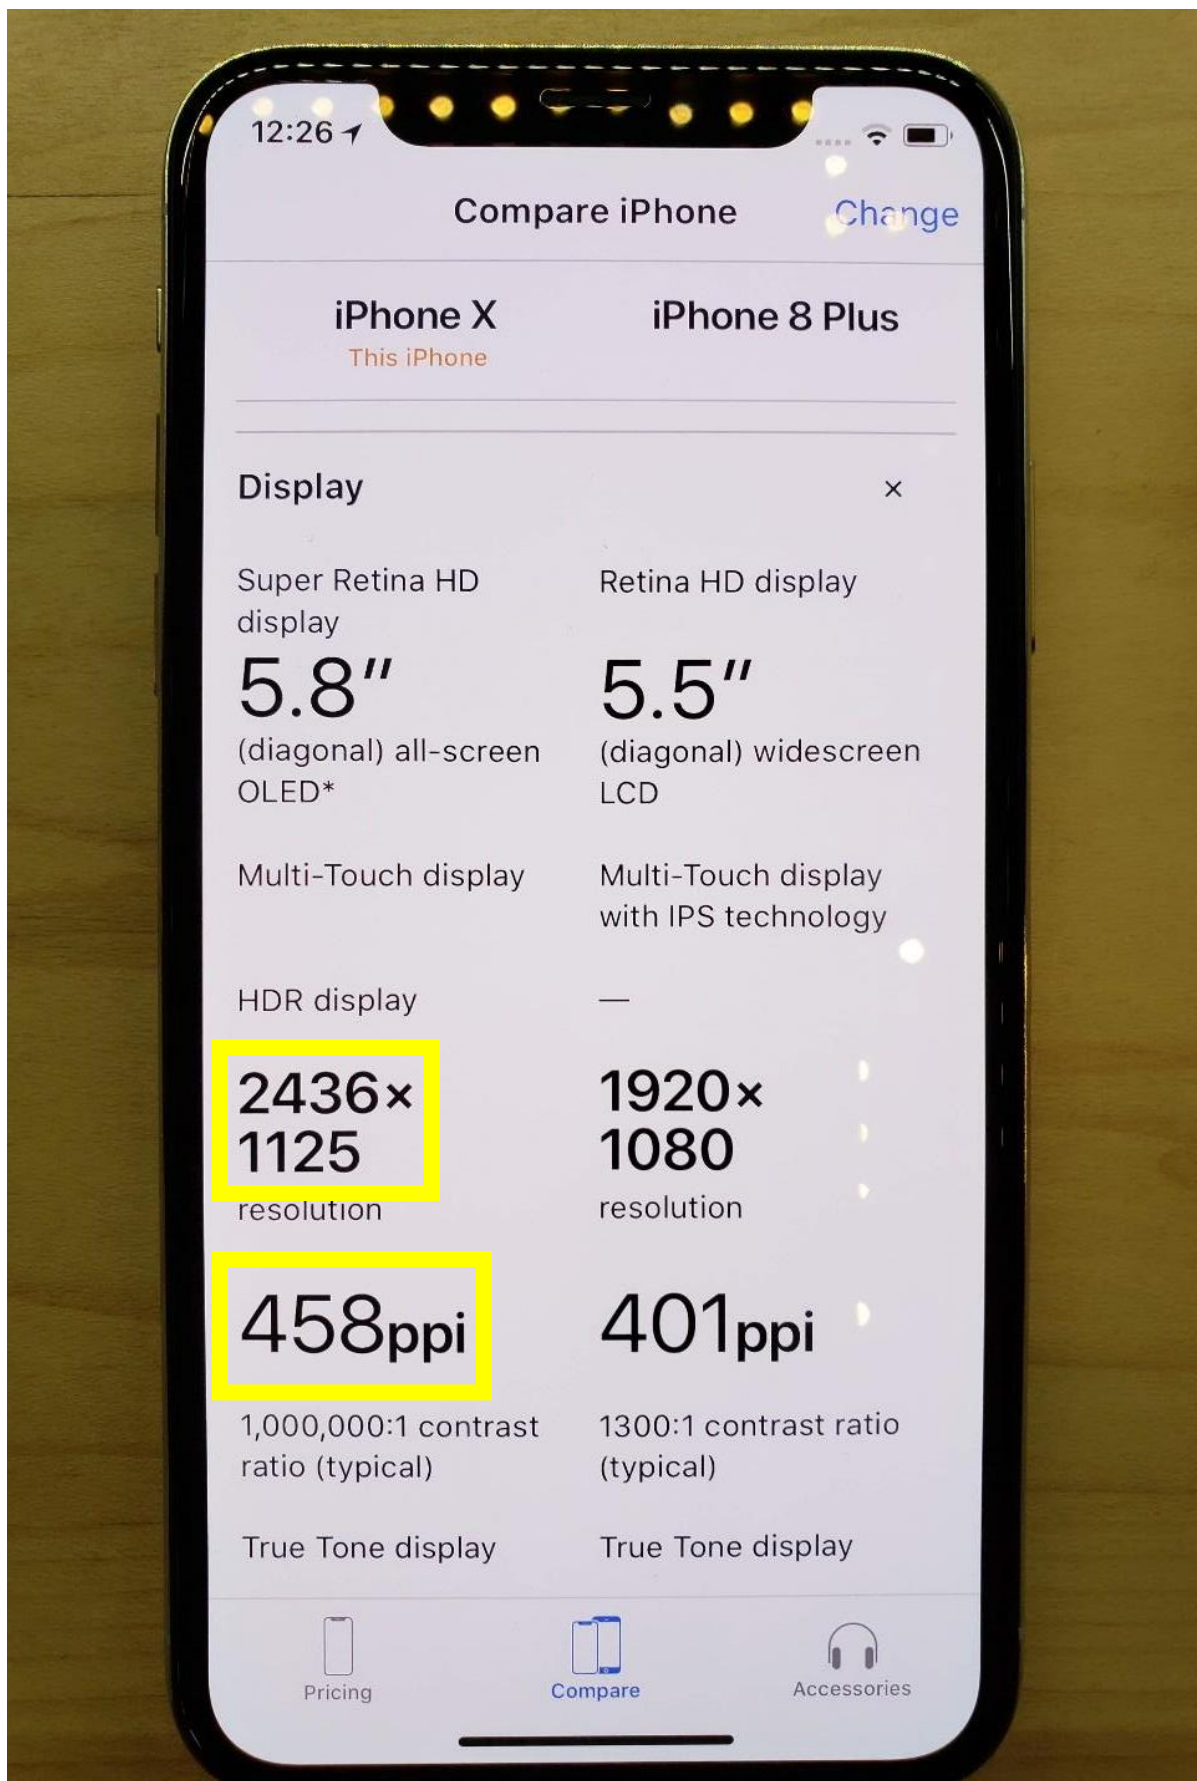 12:26
Compare iPhone
Change
iPhone X
iPhone 8 Plus
This iPhone
Display
×
Super Retina HD
display
Retina HD display
5.8″
5.5″
(diagonal) all-screen
OLED*
(diagonal) widescreen
LCD
Multi-Touch display
Multi-Touch display
with IPS technology
HDR display
—
2436×
1125
resolution
1920×
1080
resolution
458ppi
401ppi
1,000,000:1 contrast
ratio (typical)
1300:1 contrast ratio
(typical)
True Tone display
True Tone display
Pricing
Compare
Accessories